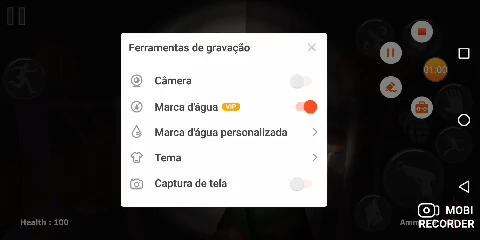 Ferramentas de gravação
Câmera
Marca d'água VIP
Marca d'água personalizada
Tema
Captura de tela
01:00
Health : 100
MOBI
RECORDER